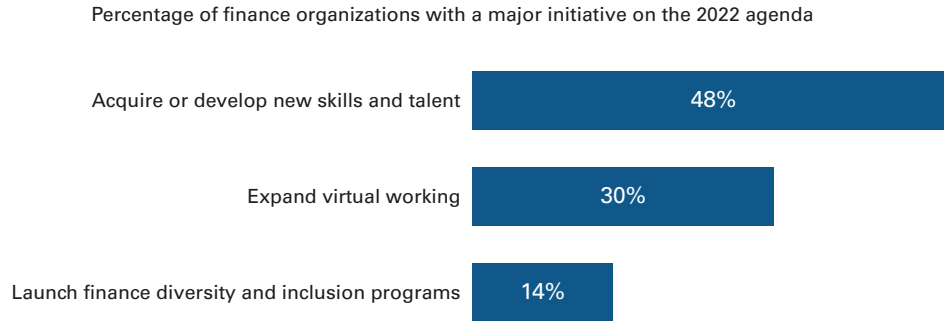 Percentage of finance organizations with a major initiative on the 2022 agenda
Acquire or develop new skills and talent 48%
Expand virtual working 30%
Launch finance diversity and inclusion programs 14%